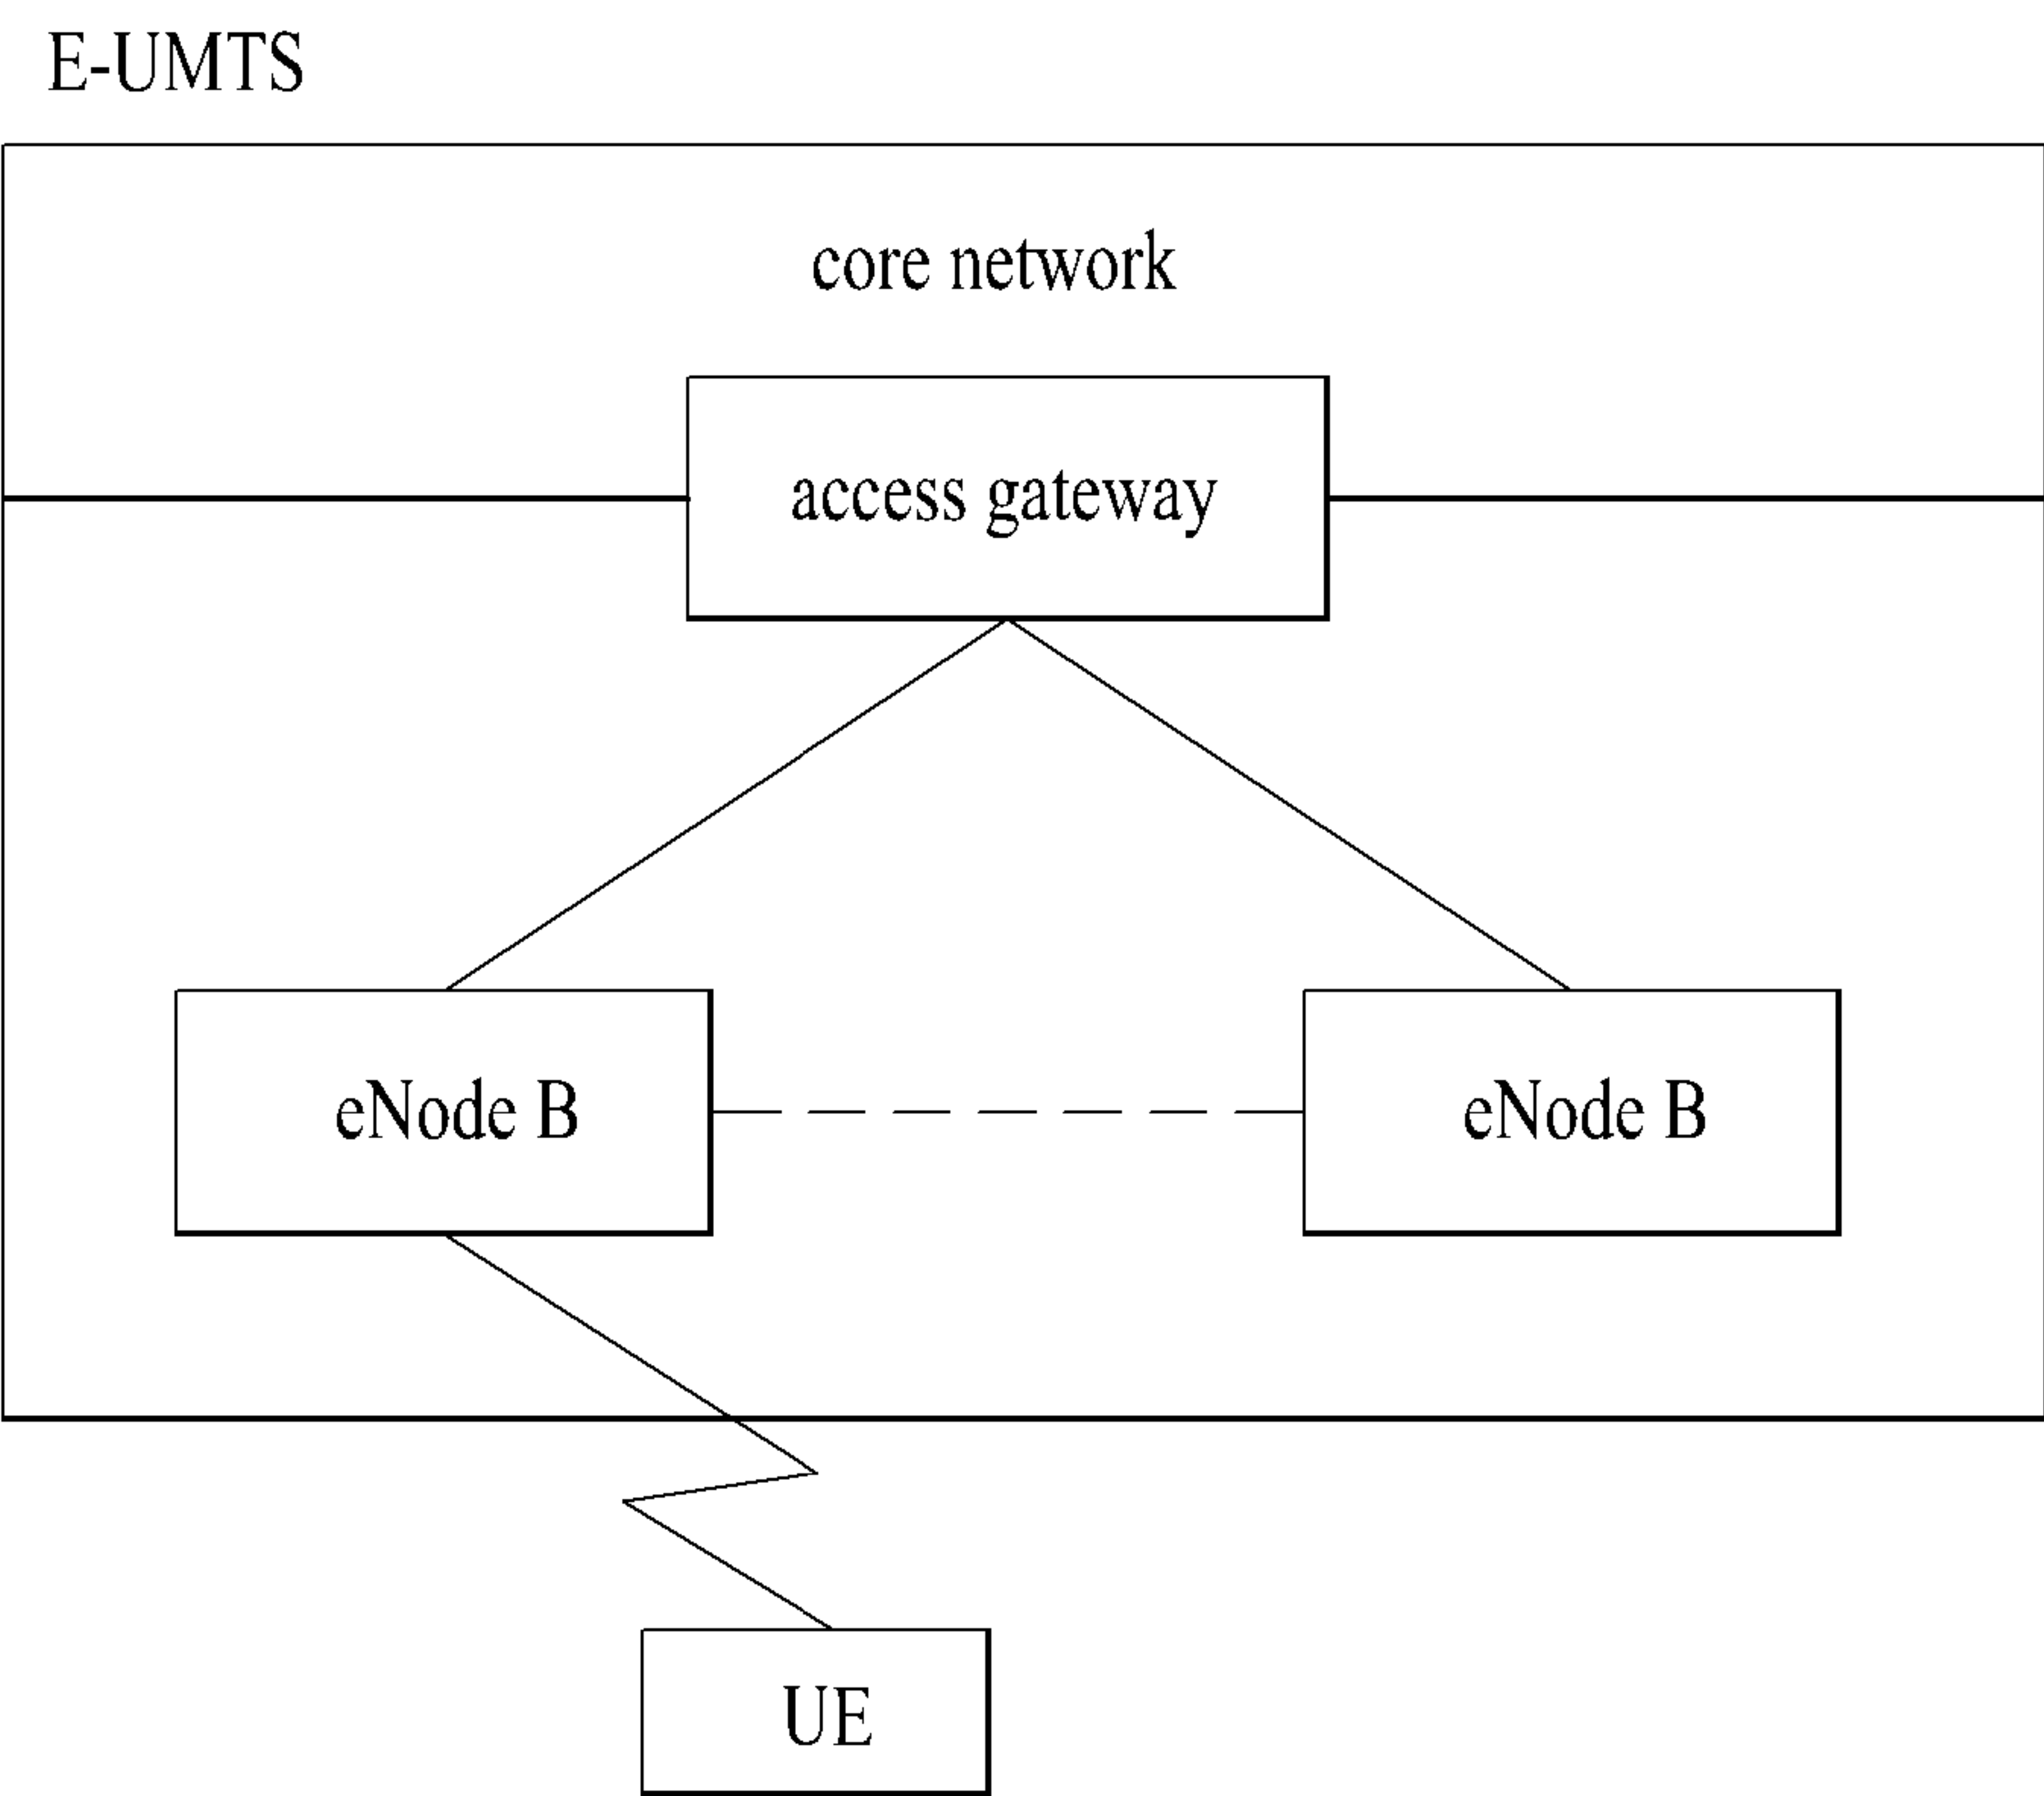 E-UMTS
core network
access gateway
eNode B
eNode B
UE